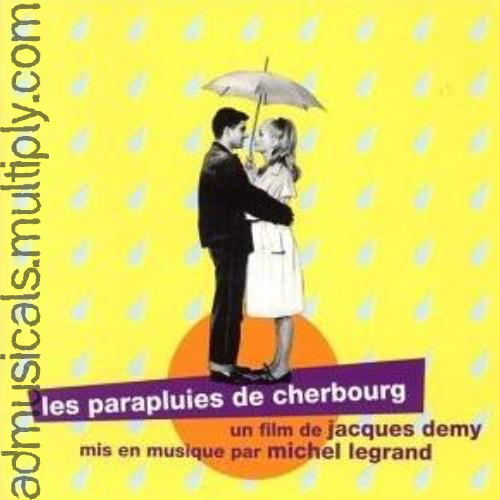 admusicals.multiply.com
les parapluies de cherbourg
un film de jacques demy
mis en musique par michel legrand